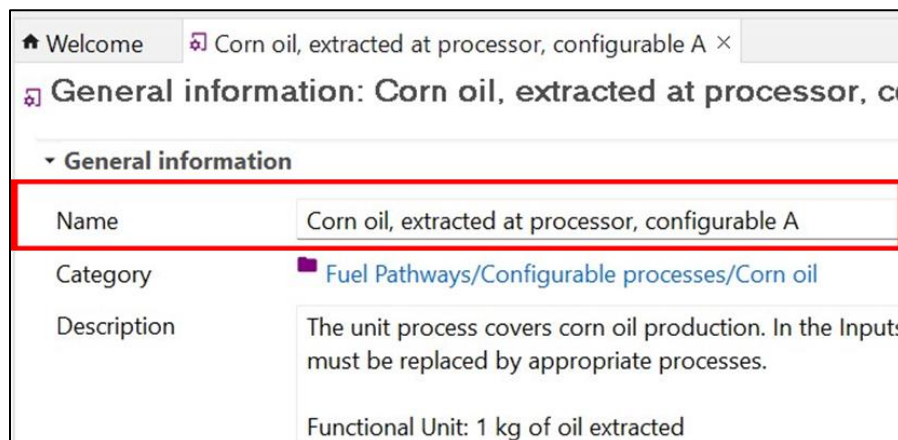 Welcome
Corn oil, extracted at processor, configurable A ×
General information: Corn oil, extracted at processor,
General information
Name
Corn oil, extracted at processor, configurable A
Category
Fuel Pathways/Configurable processes/Corn oil
Description
The unit process covers corn oil production. In the Inputs
must be replaced by appropriate processes.
Functional Unit: 1 kg of oil extracted